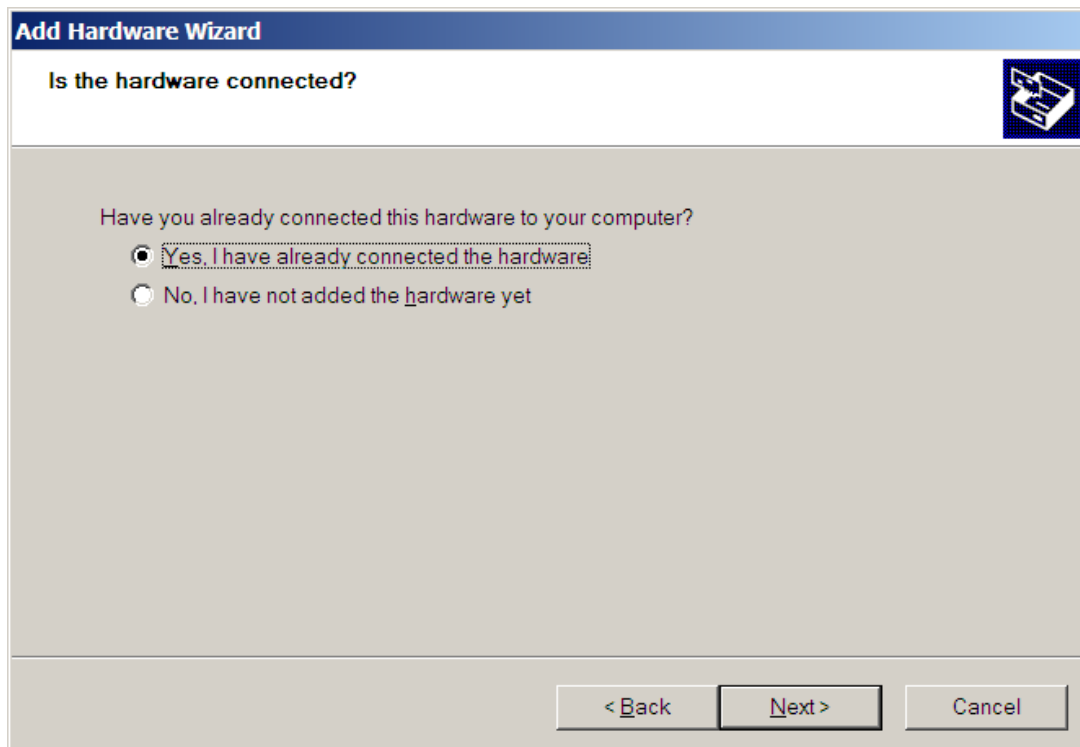 Add Hardware Wizard
Is the hardware connected?
Have you already connected this hardware to your computer?
Yes, I have already connected the hardware
No, I have not added the hardware yet
< Back Next > Cancel